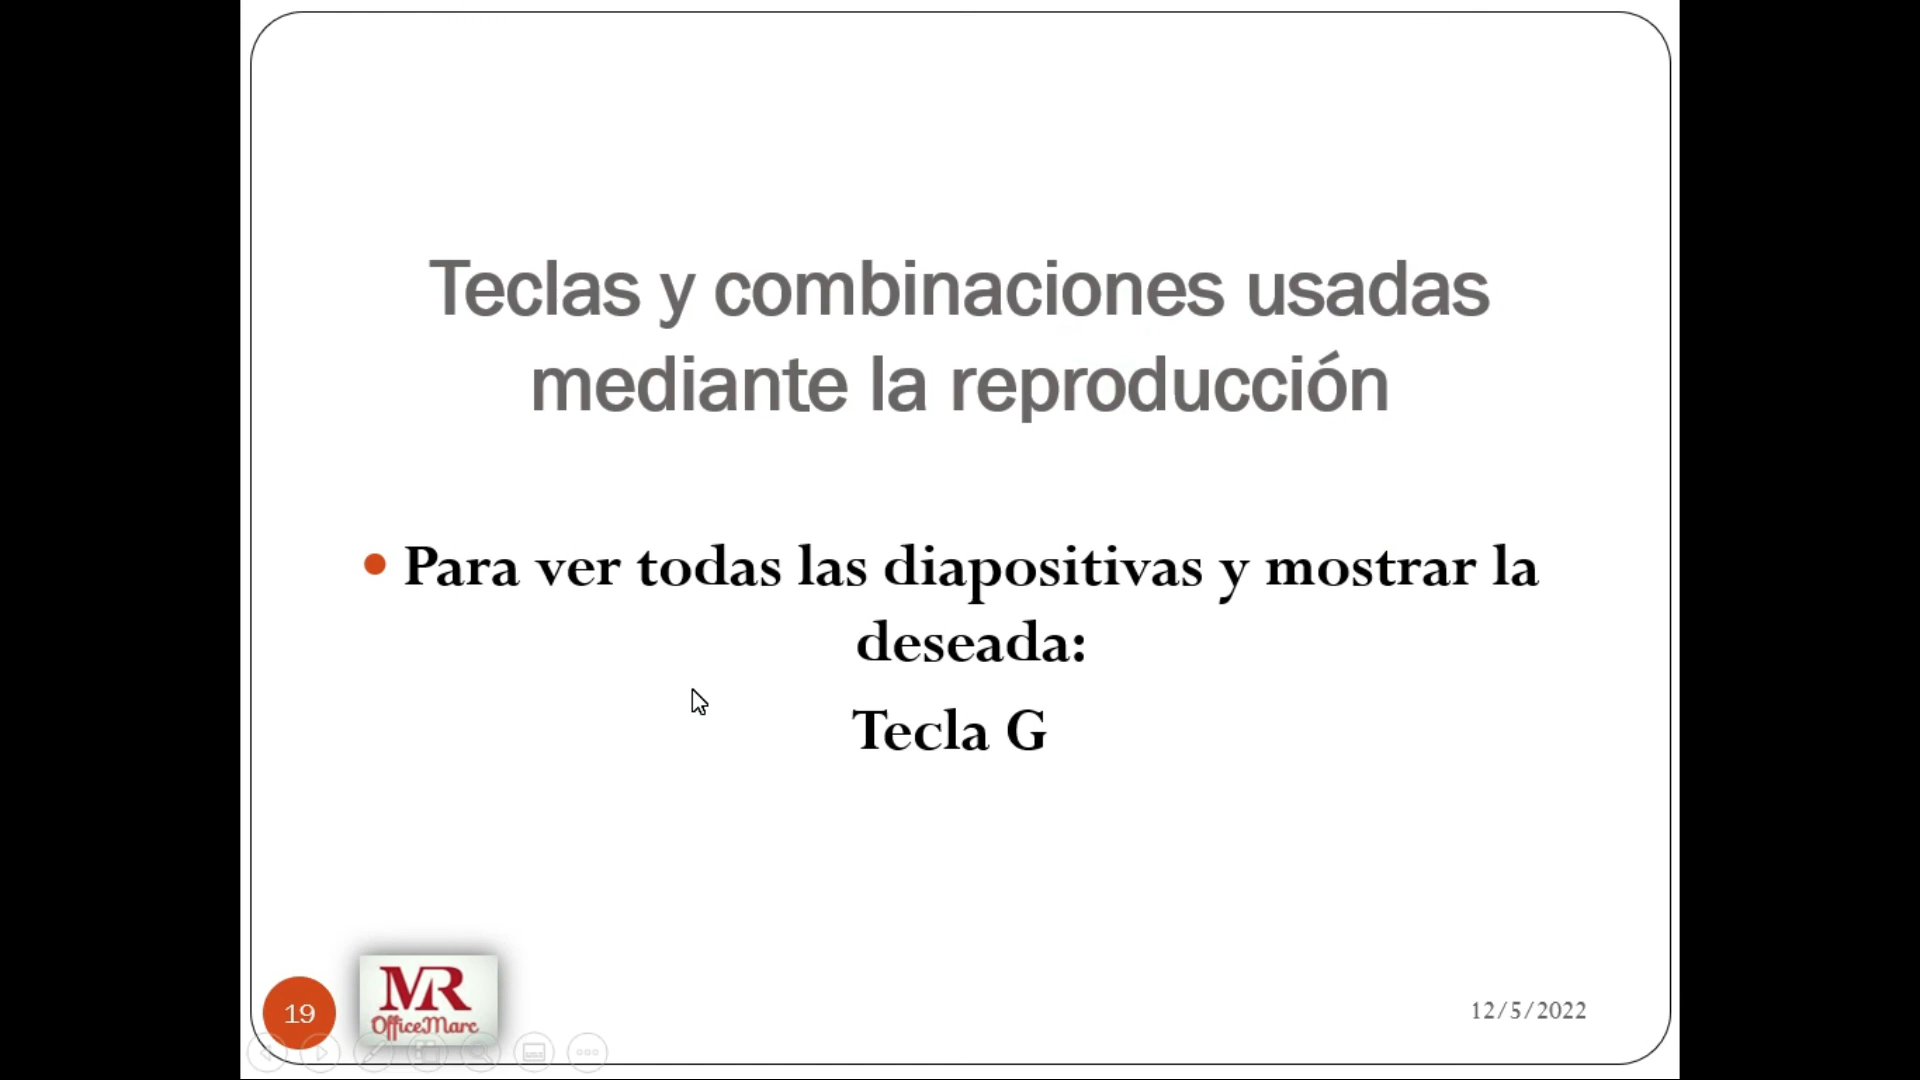 Teclas y combinaciones usadas
mediante la reproducción
• Para ver todas las diapositivas y mostrar la
deseada:
Tecla G
19
MR
OfficeMarc
12/5/2022